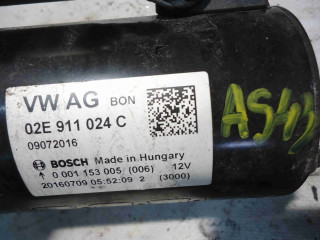 VW AG BON
02E 911 024 C
09072016
BOSCH Made in Hungary
0 001 153 005 (006) 12V
20160709 05:52:09 2 (3000)